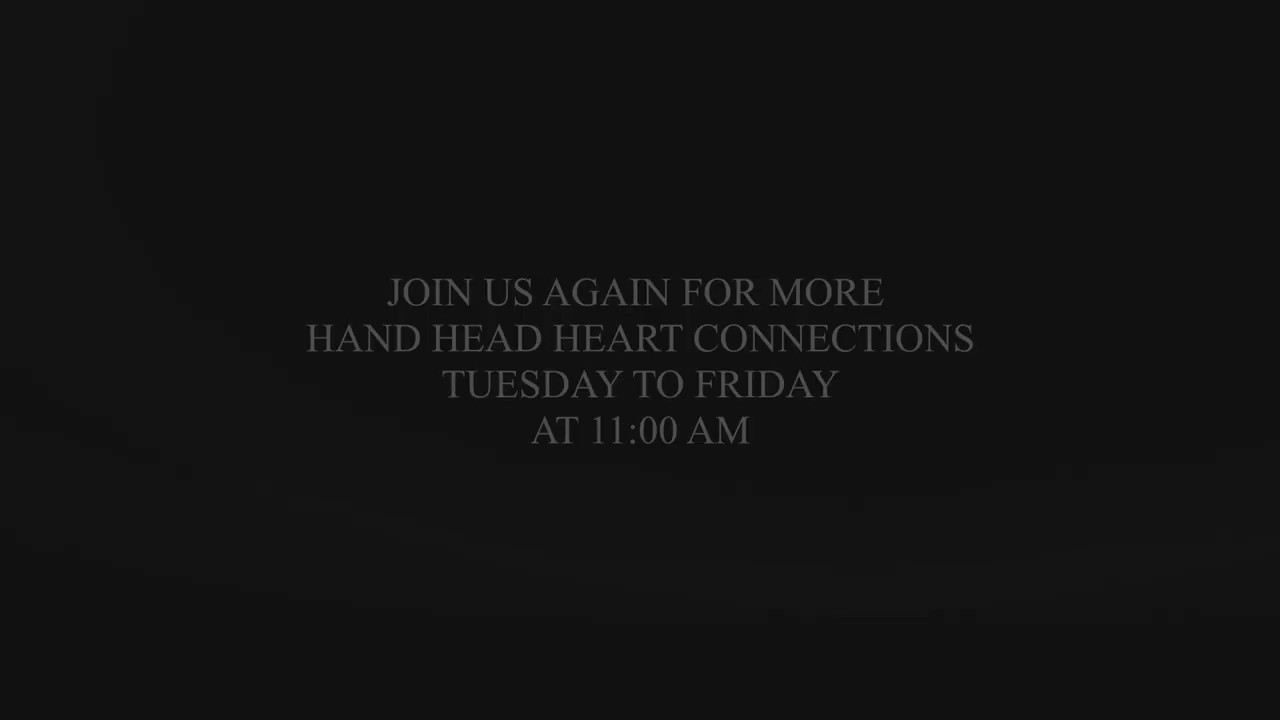 JOIN US AGAIN FOR MORE
HAND HEAD HEART CONNECTIONS
TUESDAY TO FRIDAY
AT 11:00 AM